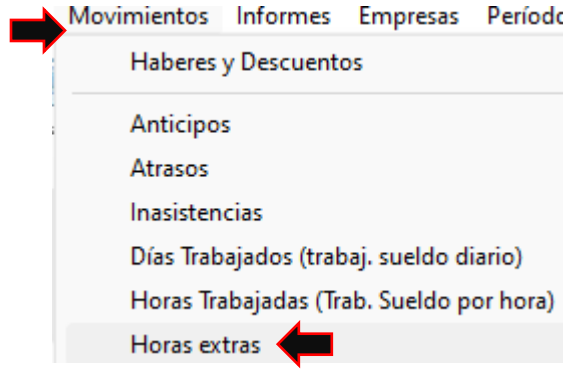 Movimientos Informes Empresas Períod
Haberes y Descuentos
Anticipos
Atrasos
Inasistencias
Días Trabajados (trabaj. sueldo diario)
Horas Trabajadas (Trab. Sueldo por hora)
Horas extras